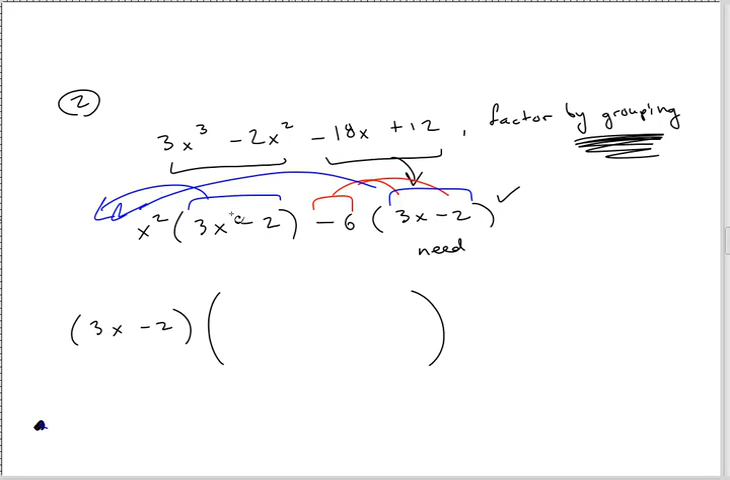 2
3x³ - 2x² - 18x + 12, factor by grouping
x² (3x - 2) - 6 (3x - 2) ✓
need
(3x - 2) (      )